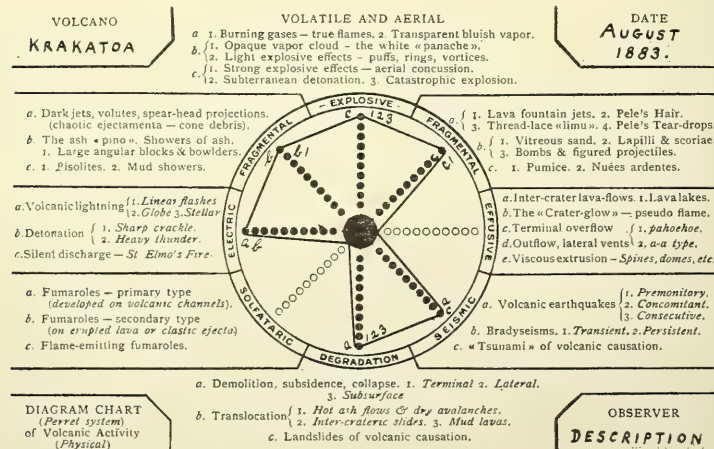 VOLCANO
KRAKATOA
VOLATILE AND AERIAL
a 1. Burning gases — true flames. 2. Transparent bluish vapor.
b. 1. Opaque vapor cloud - the white «panache».
2. Light explosive effects - puffs, rings, vortices.
c. 1. Strong explosive effects — aerial concussion.
2. Subterranean detonation. 3. Catastrophic explosion.
DATE
AUGUST
1883.
a. Dark jets, volutes, spear-head projections.
(chaotic ejectamenta — cone debris).
b The ash «pino». Showers of ash.
1. Large angular blocks & bowlders.
c. 1. Pisolites. 2. Mud showers.
a. 1. Lava fountain jets. 2. Pele's Hair.
3. Thread-lace «limu». 4. Pele's Tear-drops
b. 1. Vitreous sand. 2. Lapilli & scoriae
3. Bombs & figured projectiles.
c. 1. Pumice. 2. Nuées ardentes.
- EXPLOSIVE -
FRAGMENTAL
FRAGMENTAL
ELECTRIC
EFFUSIVE
SOLFATARIC
SEISMIC
DEGRADATION
c 123
b b1
a b
a 123
a
c
a. Volcanic lightning 1. Linear flashes
2. Globe 3. Stellar
b. Detonation 1. Sharp crackle.
2. Heavy thunder.
c. Silent discharge — St Elmo's Fire
a. Inter-crater lava-flows. 1. Lava lakes.
b. The «Crater-glow» — pseudo flame.
c. Terminal overflow 1. pahoehoe.
d. Outflow, lateral vents 2. a-a type.
e. Viscous extrusion — Spines, domes, etc.
a. Fumaroles — primary type
(developed on volcanic channels).
b. Fumaroles — secondary type
(on erupted lava or clastic ejecta)
c. Flame-emitting fumaroles.
a. Volcanic earthquakes 1. Premonitory.
2. Concomitant.
3. Consecutive.
b. Bradyseisms. 1. Transient. 2. Persistent.
c. «Tsunami» of volcanic causation.
a. Demolition, subsidence, collapse. 1. Terminal 2. Lateral.
3. Subsurface
b. Translocation 1. Hot ash flows & dry avalanches.
2. Inter-crateric slides. 3. Mud lavas.
c. Landslides of volcanic causation.
DIAGRAM CHART
(Perret system)
of Volcanic Activity
(Physical)
OBSERVER
DESCRIPTION